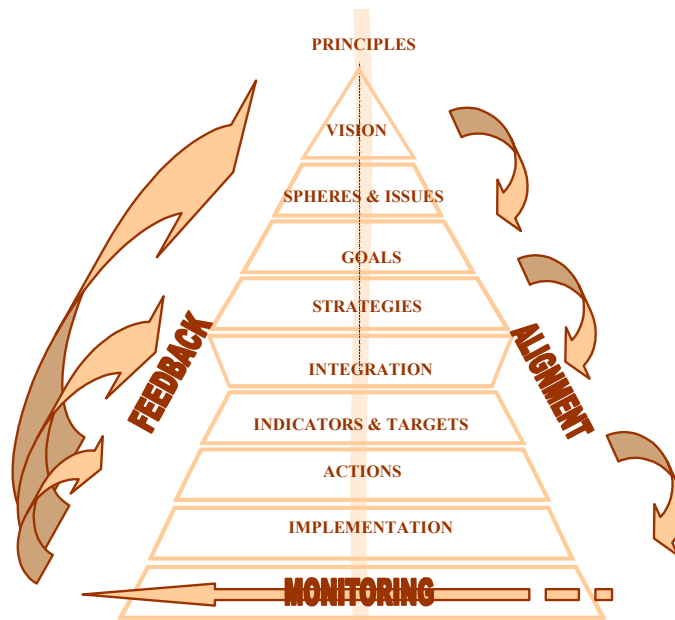 PRINCIPLES
VISION
SPHERES & ISSUES
GOALS
STRATEGIES
FEEDBACK
ALIGNMENT
INTEGRATION
INDICATORS & TARGETS
ACTIONS
IMPLEMENTATION
MONITORING